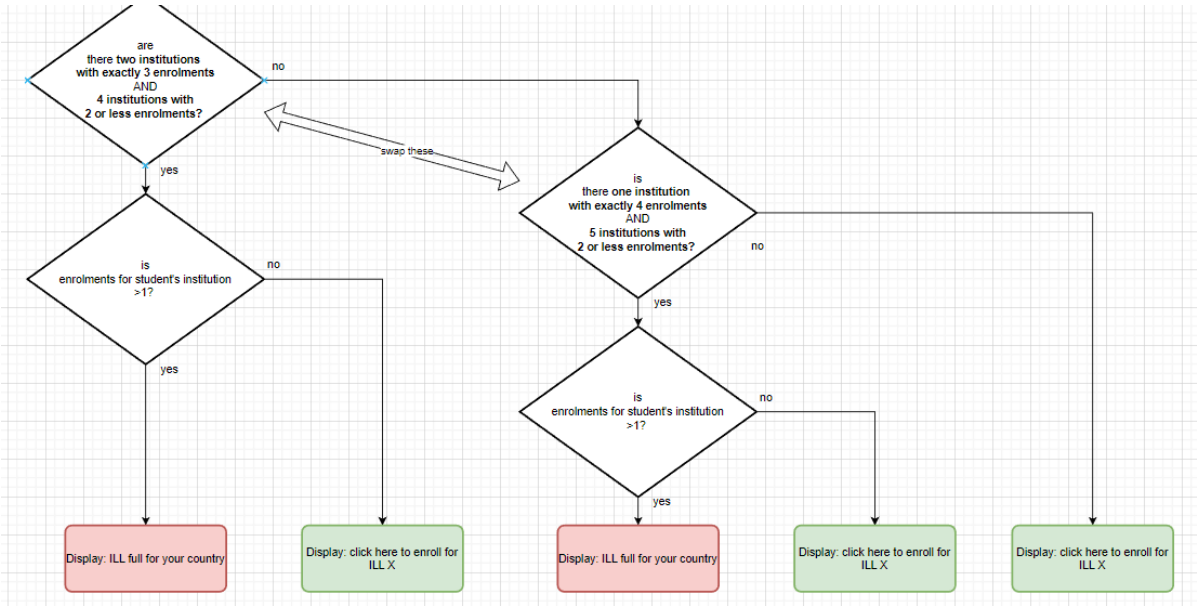 are
there two institutions
with exactly 3 enrolments
AND
4 institutions with
2 or less enrolments?
no
swap these
yes
is
there one institution
with exactly 4 enrolments
AND
5 institutions with
2 or less enrolments?
no
is
enrolments for student's institution
>1?
no
yes
yes
is
enrolments for student's institution
>1?
no
yes
Display: ILL full for your country
Display: click here to enroll for
ILL X
Display: ILL full for your country
Display: click here to enroll for
ILL X
Display: click here to enroll for
ILL X